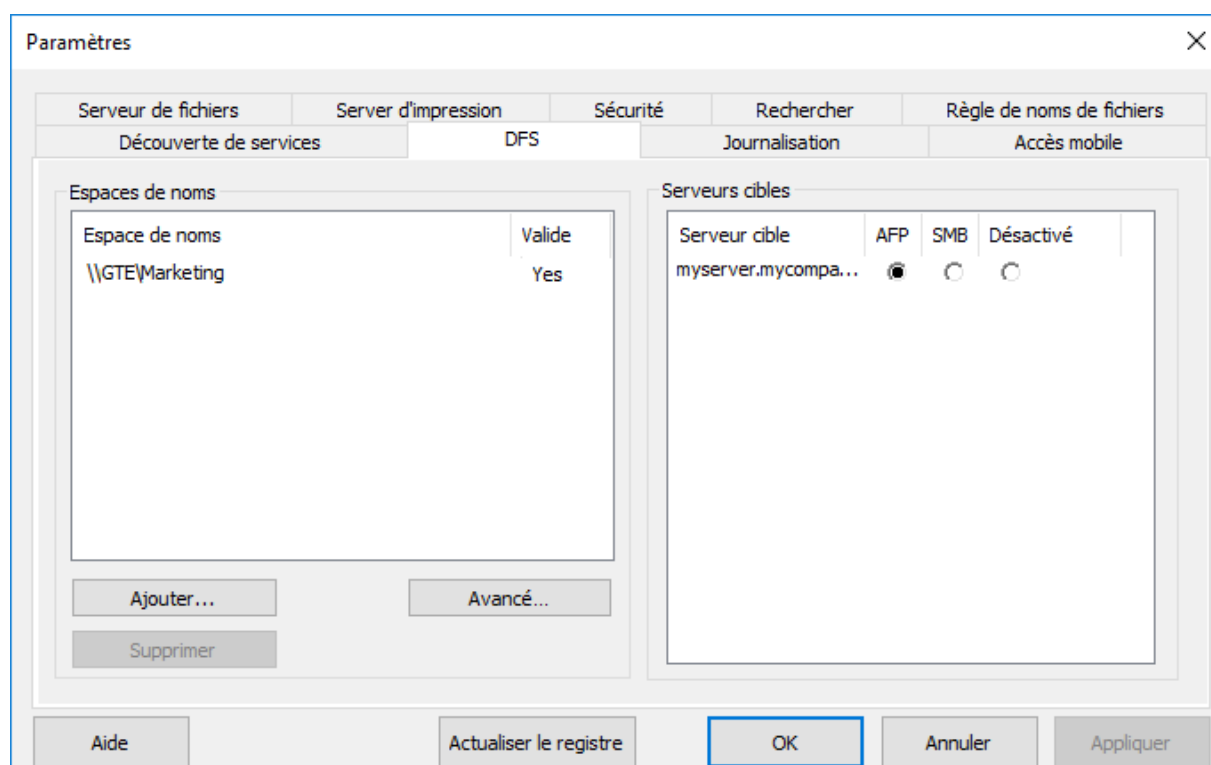 Paramètres
Serveur de fichiers Server d'impression Sécurité Rechercher Règle de noms de fichiers
Découverte de services DFS Journalisation Accès mobile
Espaces de noms
Espace de noms Valide
\\GTE\Marketing Yes
Ajouter... Avancé...
Supprimer
Serveurs cibles
Serveur cible AFP SMB Désactivé
myserver.mycompa...
Aide Actualiser le registre OK Annuler Appliquer